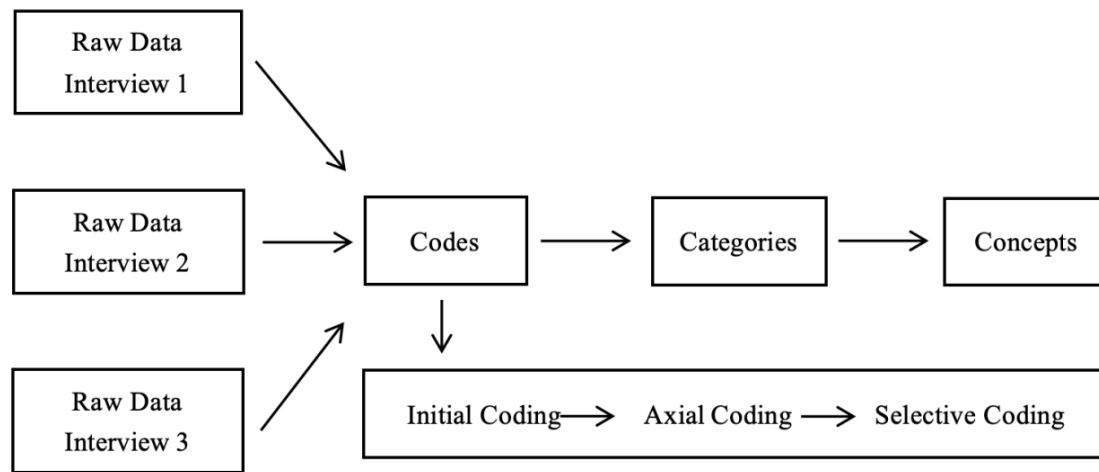 Raw Data
Interview 1
Raw Data
Interview 2
Codes
Categories
Concepts
Raw Data
Interview 3
Initial Coding
Axial Coding
Selective Coding